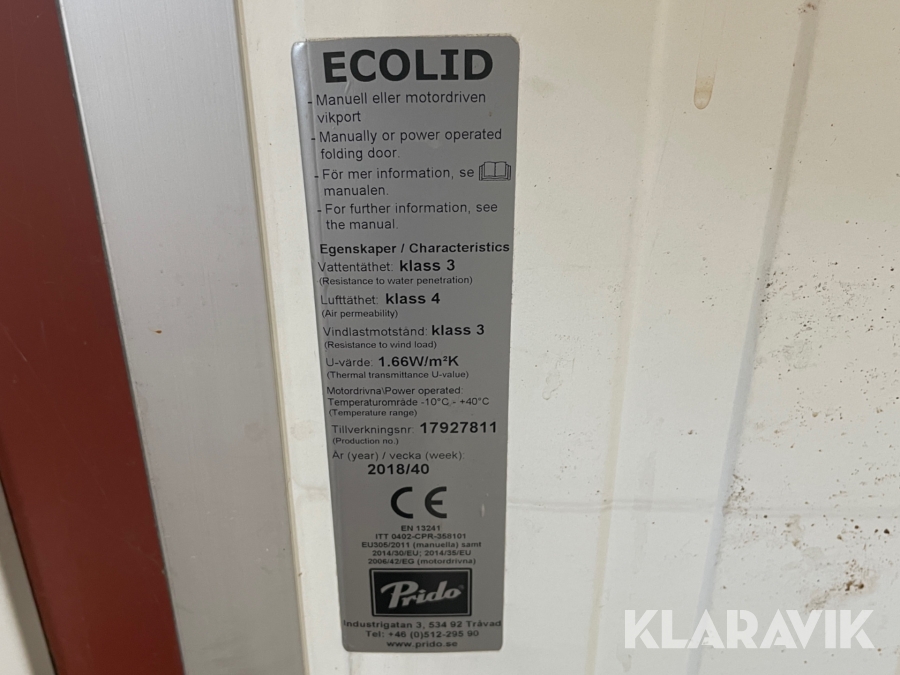 ECOLID
- Manuell eller motordriven
vikport
- Manually or power operated
folding door.
- För mer information, se
manualen.
- For further information, see
the manual.
Egenskaper / Characteristics
Vattentäthet: klass 3
(Resistance to water penetration)
Lufttäthet: klass 4
(Air permeability)
Vindlastmotstånd: klass 3
(Resistance to wind load)
U-värde: 1.66W/m²K
(Thermal transmittance U-value)
Motordrivna\Power operated:
Temperaturområde -10°C - +40°C
(Temperature range)
Tillverkningsnr: 17927811
(Production no.)
År (year) / vecka (week):
2018/40
CE
EN 13241
ITT 0402-CPR-358101
EU305/2011 (manuella) samt
2014/30/EU; 2014/35/EU
2006/42/EG (motordrivna)
Prido
Industrigatan 3, 534 92 Tråvad
Tel: +46 (0)512-295 90
www.prido.se
KLARAVIK